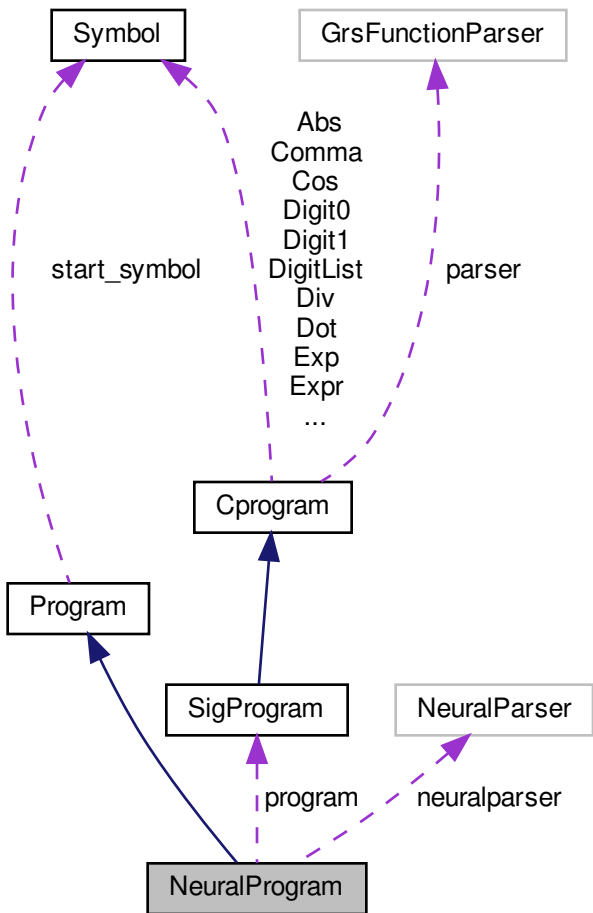 Symbol
GrsFunctionParser
Abs
Comma
Cos
Digit0
Digit1
DigitList
Div
Dot
Exp
Expr
...
start_symbol
parser
Cprogram
Program
SigProgram
NeuralParser
program
neuralparser
NeuralProgram